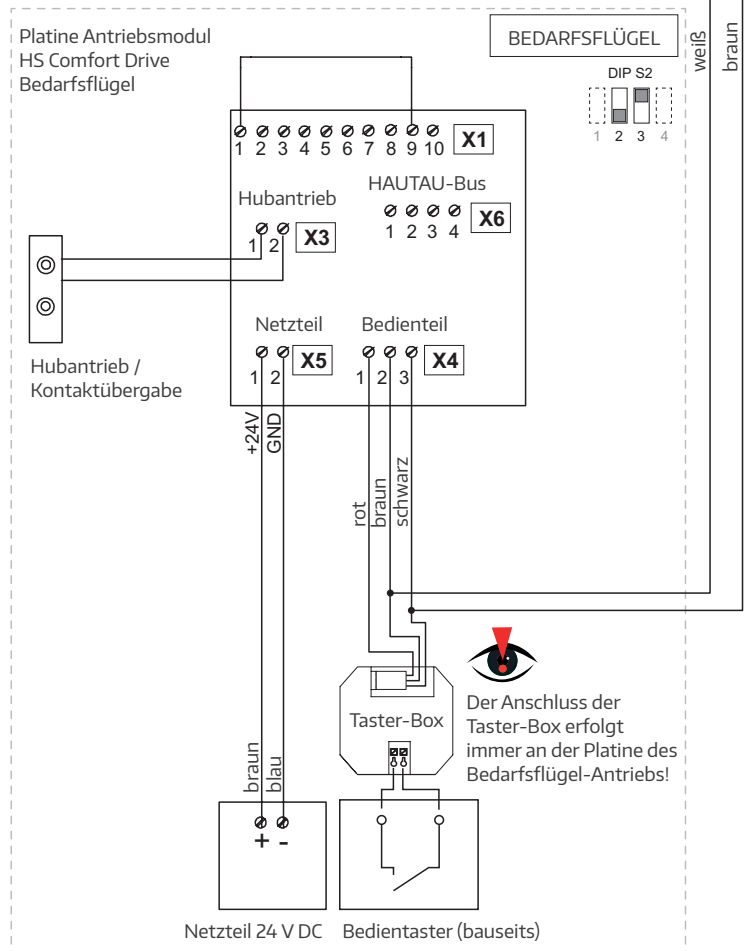 Platine Antriebsmodul
HS Comfort Drive
Bedarfsflügel
BEDARFSFLÜGEL
weiß
braun
DIP S2
1 2 3 4
1 2 3 4 5 6 7 8 9 10
X1
HAUTAU-Bus
1 2 3 4
X6
Hubantrieb
1 2
X3
Hubantrieb /
Kontaktübergabe
Netzteil
1 2
X5
Bedienteil
1 2 3
X4
+24V
GND
rot
braun
schwarz
Taster-Box
Der Anschluss der
Taster-Box erfolgt
immer an der Platine des
Bedarfsflügel-Antriebs!
braun
blau
+ -
Netzteil 24 V DC
Bedientaster (bauseits)